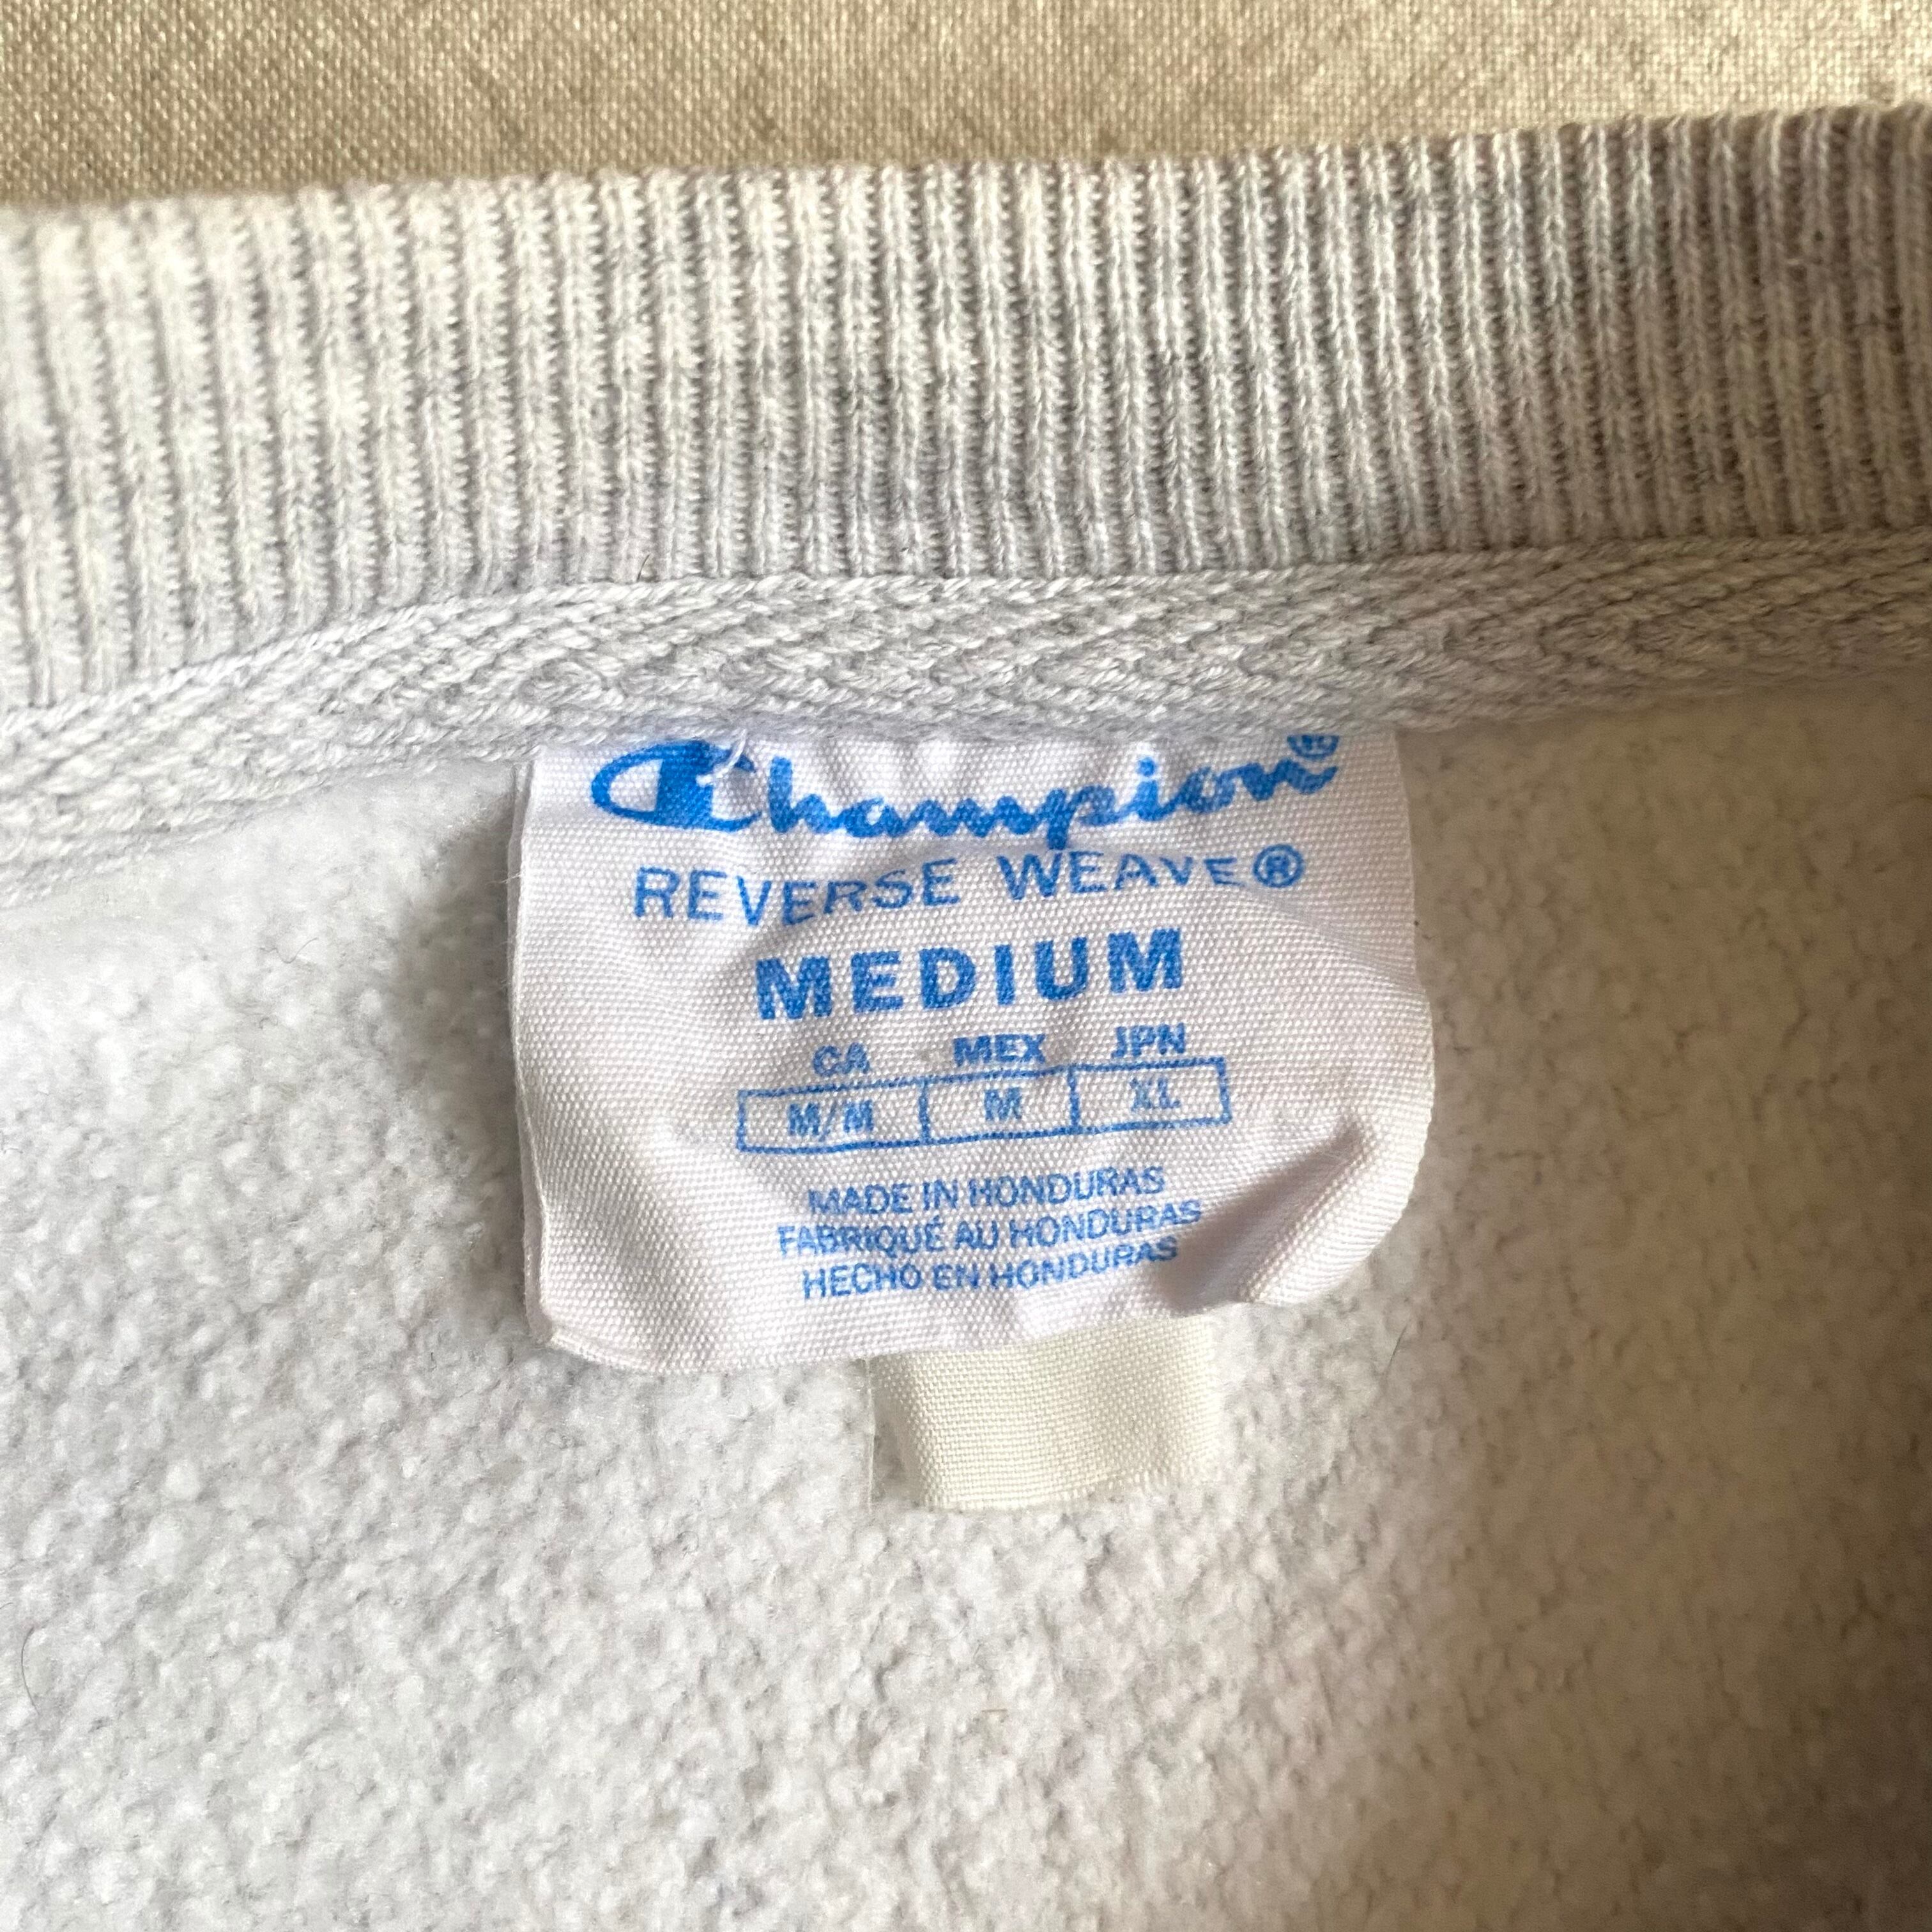 Champion®
REVERSE WEAVE®
MEDIUM
CA MEX JPN
M/M M XL
MADE IN HONDURAS
FABRIQUÉ AU HONDURAS
HECHO EN HONDURAS